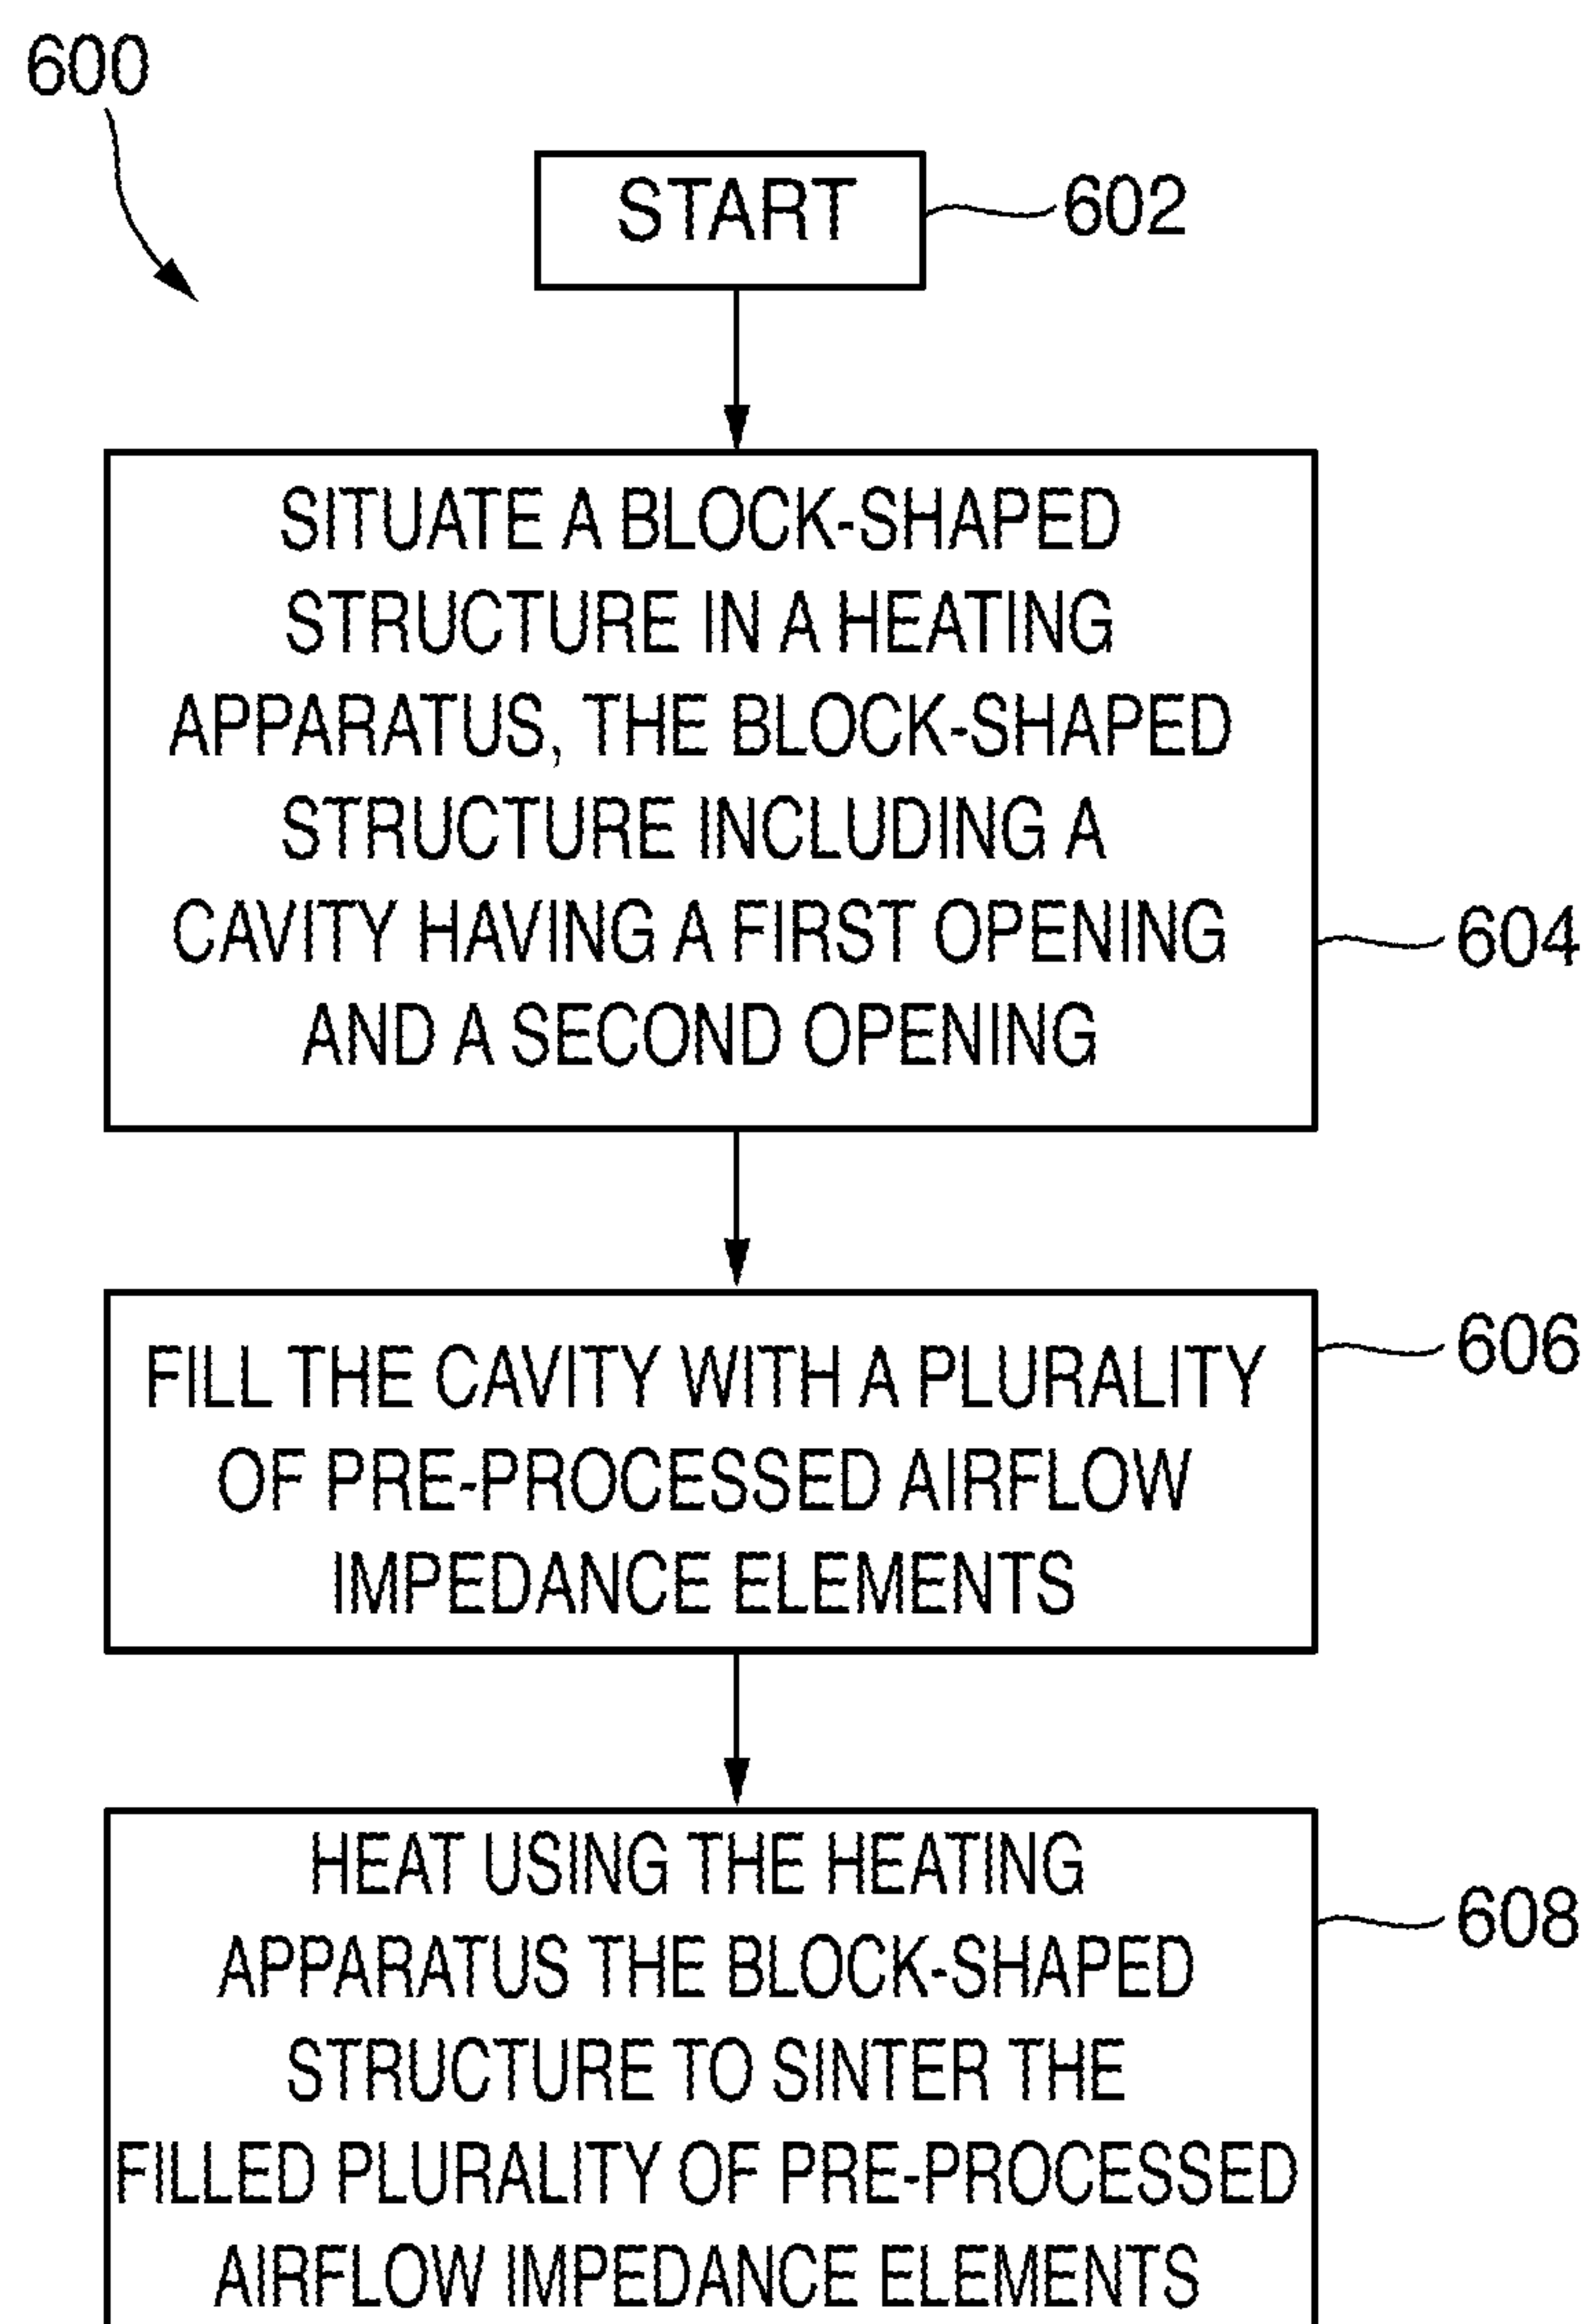 600
START
602
SITUATE A BLOCK-SHAPED
STRUCTURE IN A HEATING
APPARATUS, THE BLOCK-SHAPED
STRUCTURE INCLUDING A
CAVITY HAVING A FIRST OPENING
AND A SECOND OPENING
604
FILL THE CAVITY WITH A PLURALITY
OF PRE-PROCESSED AIRFLOW
IMPEDANCE ELEMENTS
606
HEAT USING THE HEATING
APPARATUS THE BLOCK-SHAPED
STRUCTURE TO SINTER THE
FILLED PLURALITY OF PRE-PROCESSED
AIRFLOW IMPEDANCE ELEMENTS
608